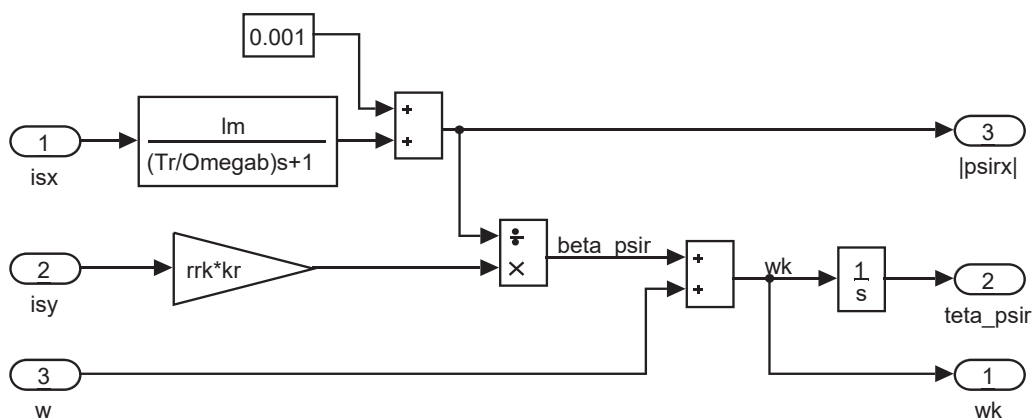 0.001
+
+
1
isx
lm
(Tr/Omegab)s+1
3
|psirx|
÷
×
beta_psir
2
isy
rrk*kr
+
+
wk
1
s
2
teta_psir
3
w
1
wk